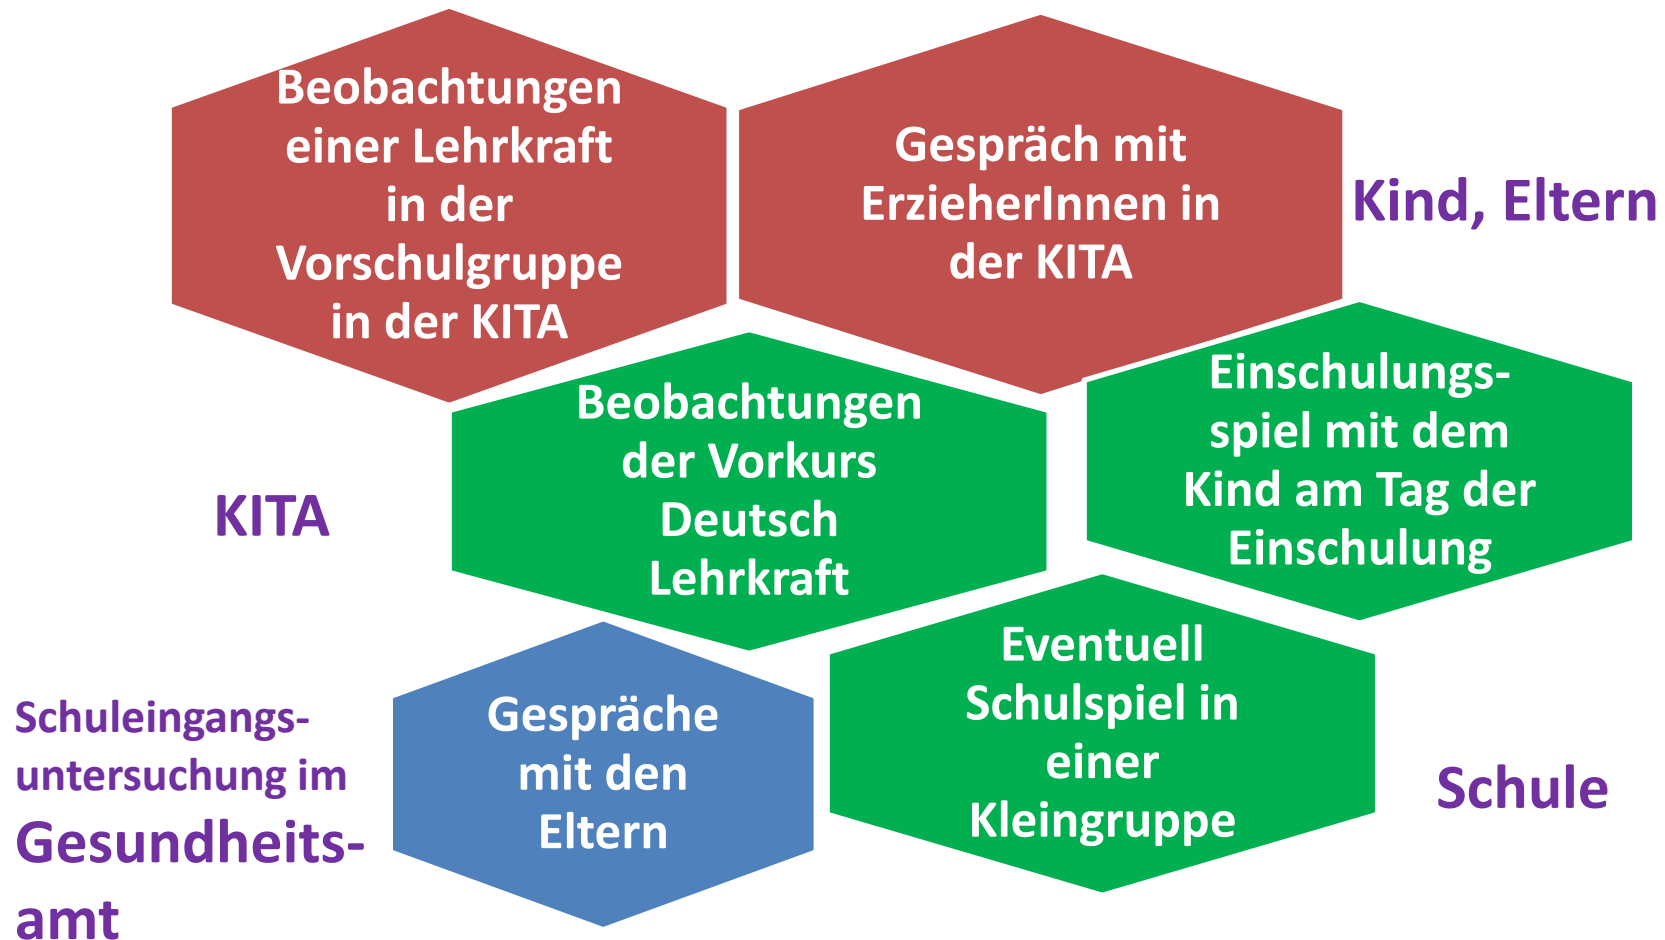 Beobachtungen
einer Lehrkraft
in der
Vorschulgruppe
in der KITA
Gespräch mit
ErzieherInnen in
der KITA
Kind, Eltern
Beobachtungen
der Vorkurs
Deutsch
Lehrkraft
Einschulungs-
spiel mit dem
Kind am Tag der
Einschulung
KITA
Schuleingangs-
untersuchung im
Gesundheits-
amt
Gespräche
mit den
Eltern
Eventuell
Schulspiel in
einer
Kleingruppe
Schule